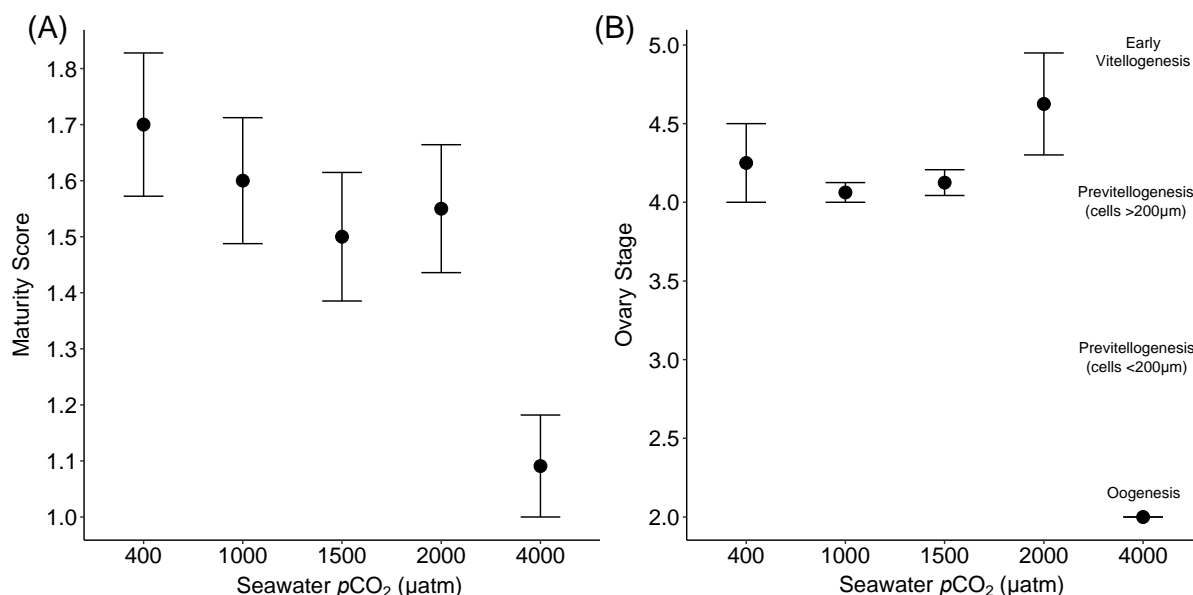 (A)
Maturity Score
1.8
1.7
1.6
1.5
1.4
1.3
1.2
1.1
1.0
400 1000 1500 2000 4000
Seawater pCO₂ (µatm)
(B)
Ovary Stage
5.0
4.5
4.0
3.5
3.0
2.5
2.0
Early
Vitellogenesis
Previtellogenesis
(cells >200µm)
Previtellogenesis
(cells <200µm)
Oogenesis
400 1000 1500 2000 4000
Seawater pCO₂ (µatm)